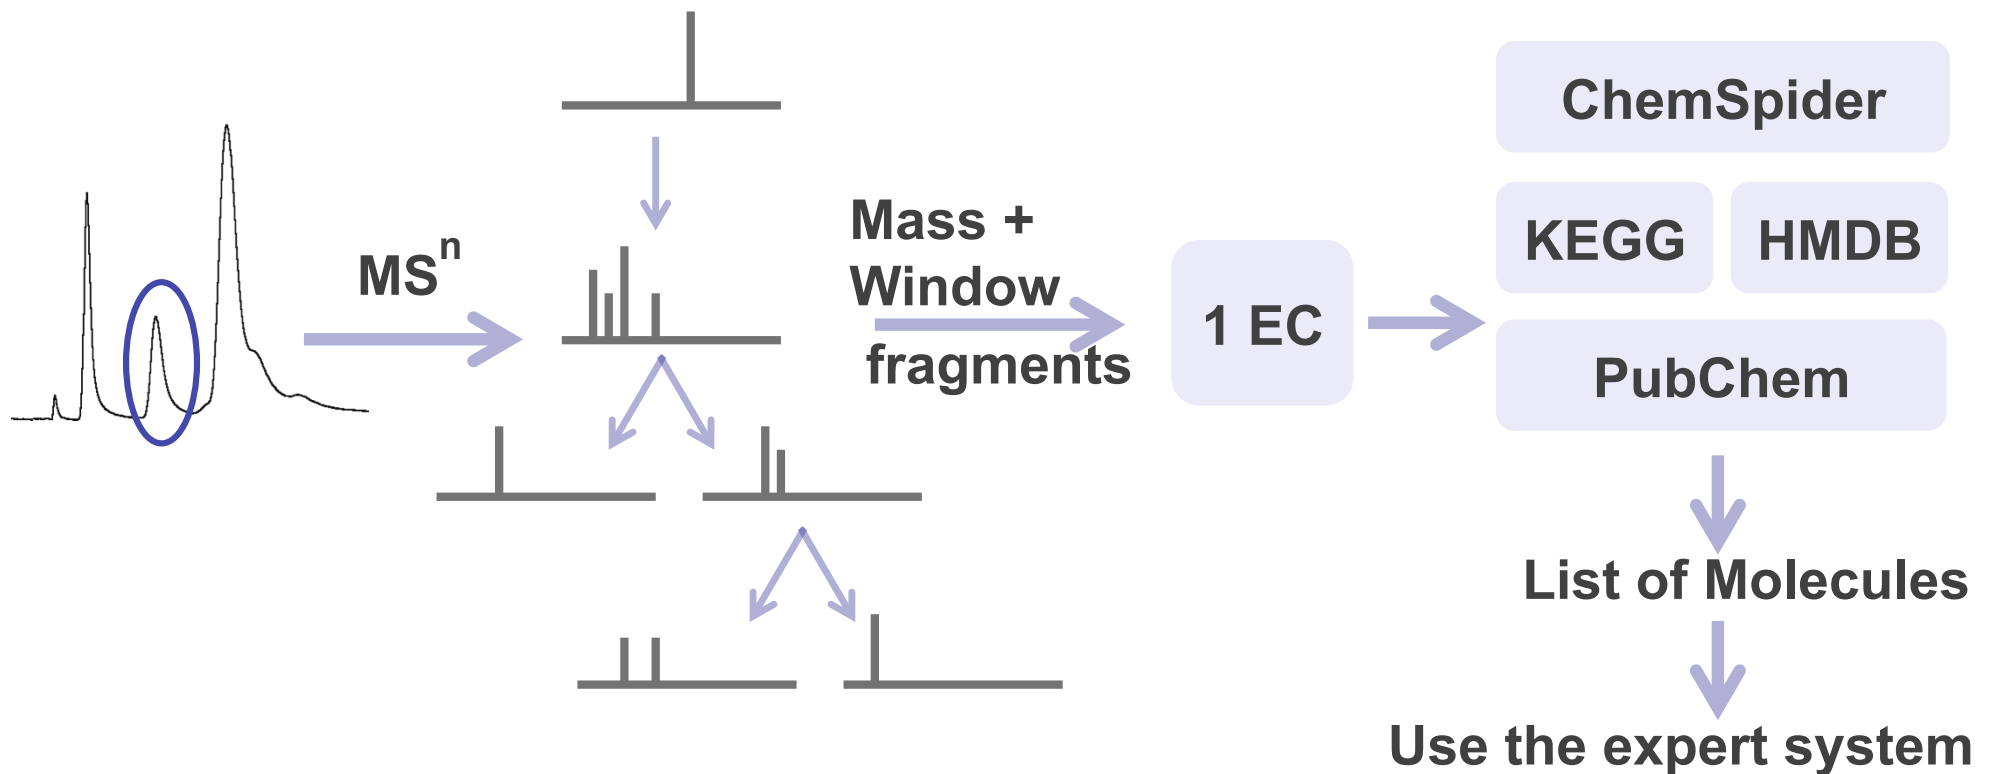 MSⁿ
Mass +
Window
fragments
1 EC
ChemSpider
KEGG
HMDB
PubChem
List of Molecules
Use the expert system